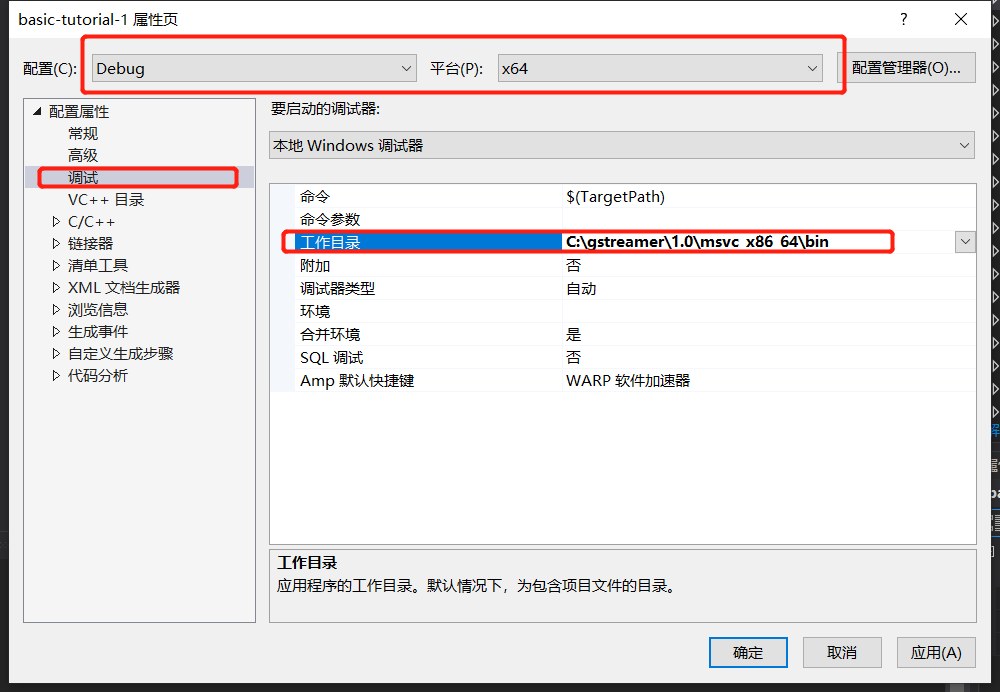 basic-tutorial-1 属性页
配置(C): Debug 平台(P): x64 配置管理器(O)...
配置属性
常规
高级
调试
VC++ 目录
C/C++
链接器
清单工具
XML 文档生成器
浏览信息
生成事件
自定义生成步骤
代码分析
要启动的调试器:
本地 Windows 调试器
命令 $(TargetPath)
命令参数
工作目录 C:\gstreamer\1.0\msvc_x86_64\bin
附加 否
调试器类型 自动
环境
合并环境 是
SQL 调试 否
Amp 默认快捷键 WARP 软件加速器
工作目录
应用程序的工作目录。默认情况下，为包含项目文件的目录。
确定 取消 应用(A)